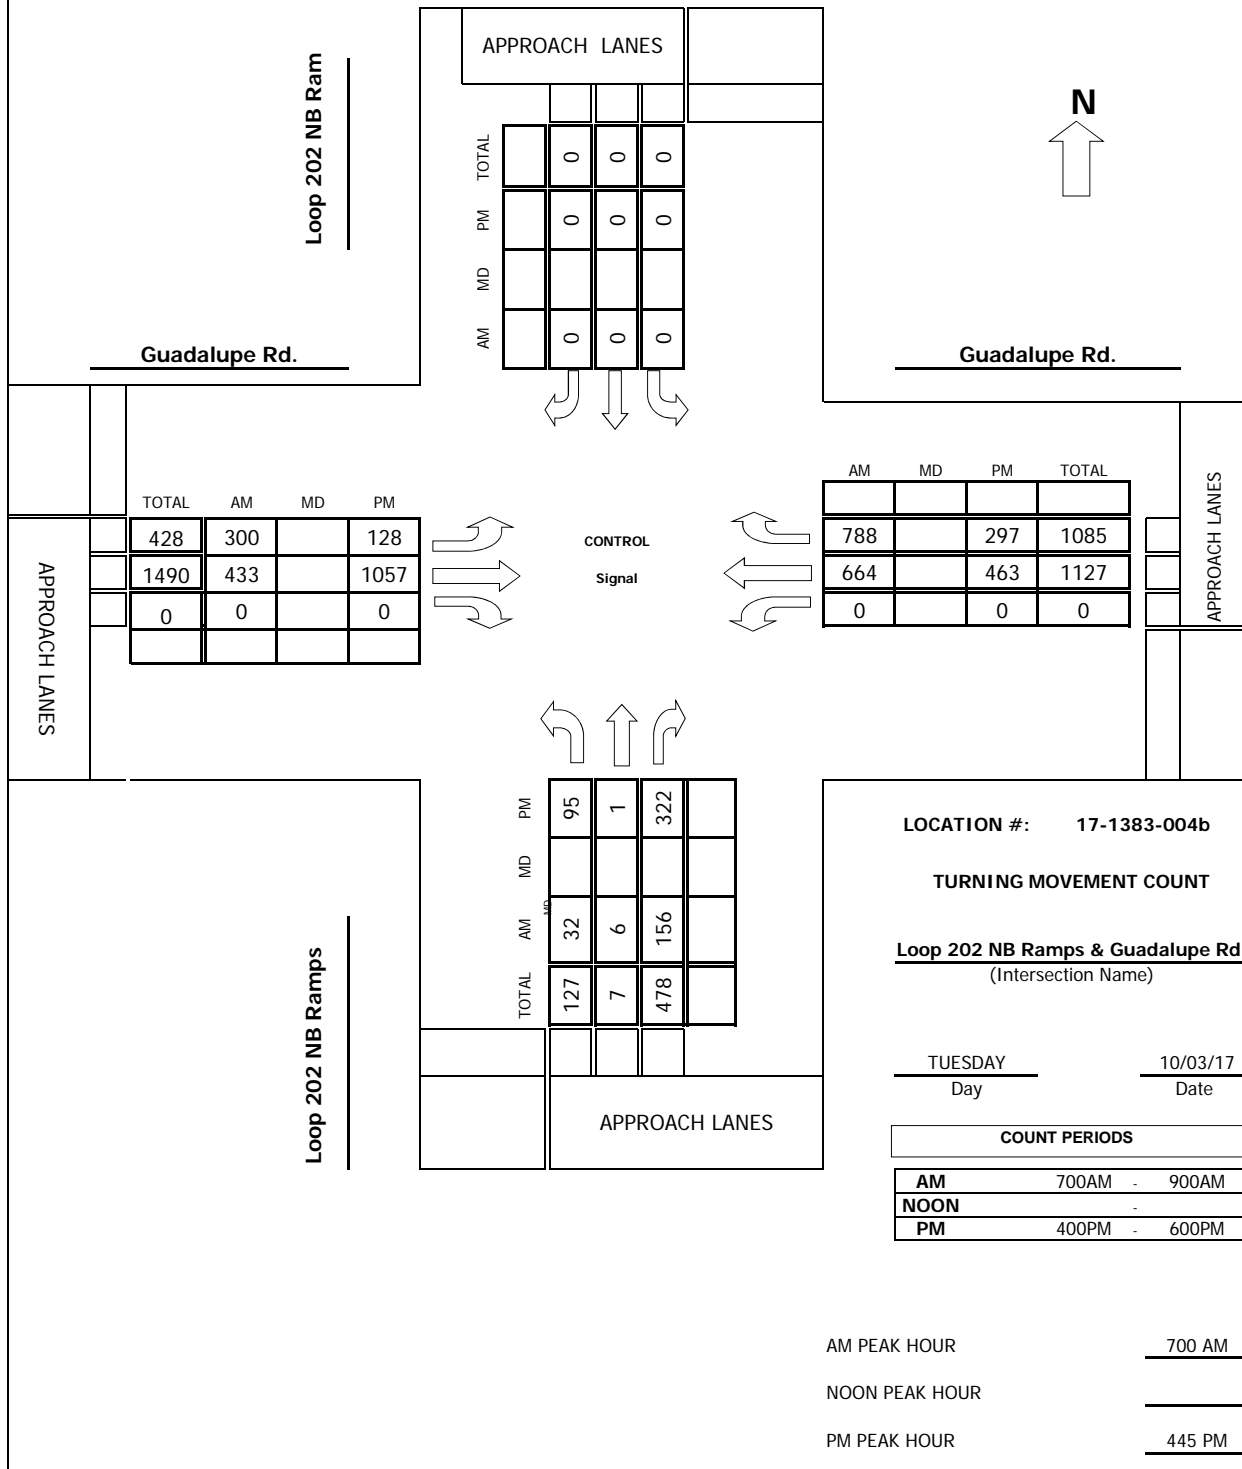 APPROACH LANES
Loop 202 NB Ram
N
TOTAL 0 0 0
PM 0 0 0
MD
AM 0 0 0
Guadalupe Rd.
Guadalupe Rd.
TOTAL AM MD PM
428 300 128
1490 433 1057
0 0 0
APPROACH LANES
CONTROL
Signal
AM MD PM TOTAL
788 297 1085
664 463 1127
0 0 0
APPROACH LANES
PM 95 1 322
MD
MD
AM 32 6 156
TOTAL 127 7 478
Loop 202 NB Ramps
APPROACH LANES
LOCATION #: 17-1383-004b
TURNING MOVEMENT COUNT
Loop 202 NB Ramps & Guadalupe Rd
(Intersection Name)
TUESDAY 10/03/17
Day Date
COUNT PERIODS
AM 700AM - 900AM
NOON -
PM 400PM - 600PM
AM PEAK HOUR 700 AM
NOON PEAK HOUR
PM PEAK HOUR 445 PM